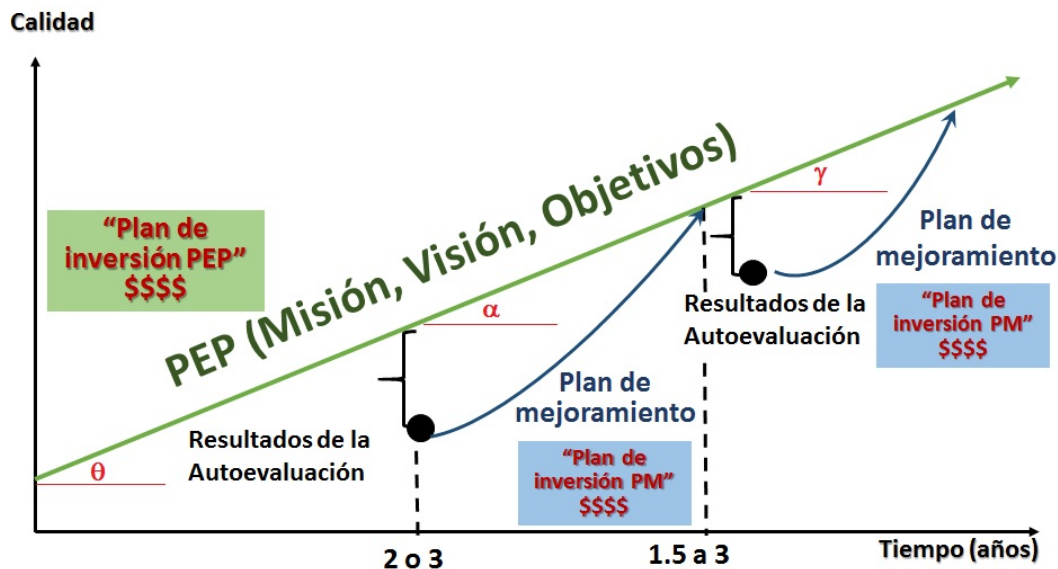 Calidad
PEP (Misión, Visión, Objetivos)
“Plan de
inversión PEP”
$$$$
θ
α
γ
Resultados de la
Autoevaluación
Plan de
mejoramiento
“Plan de
inversión PM”
$$$$
Resultados de la
Autoevaluación
Plan de
mejoramiento
“Plan de
inversión PM”
$$$$
2 o 3
1.5 a 3
Tiempo (años)